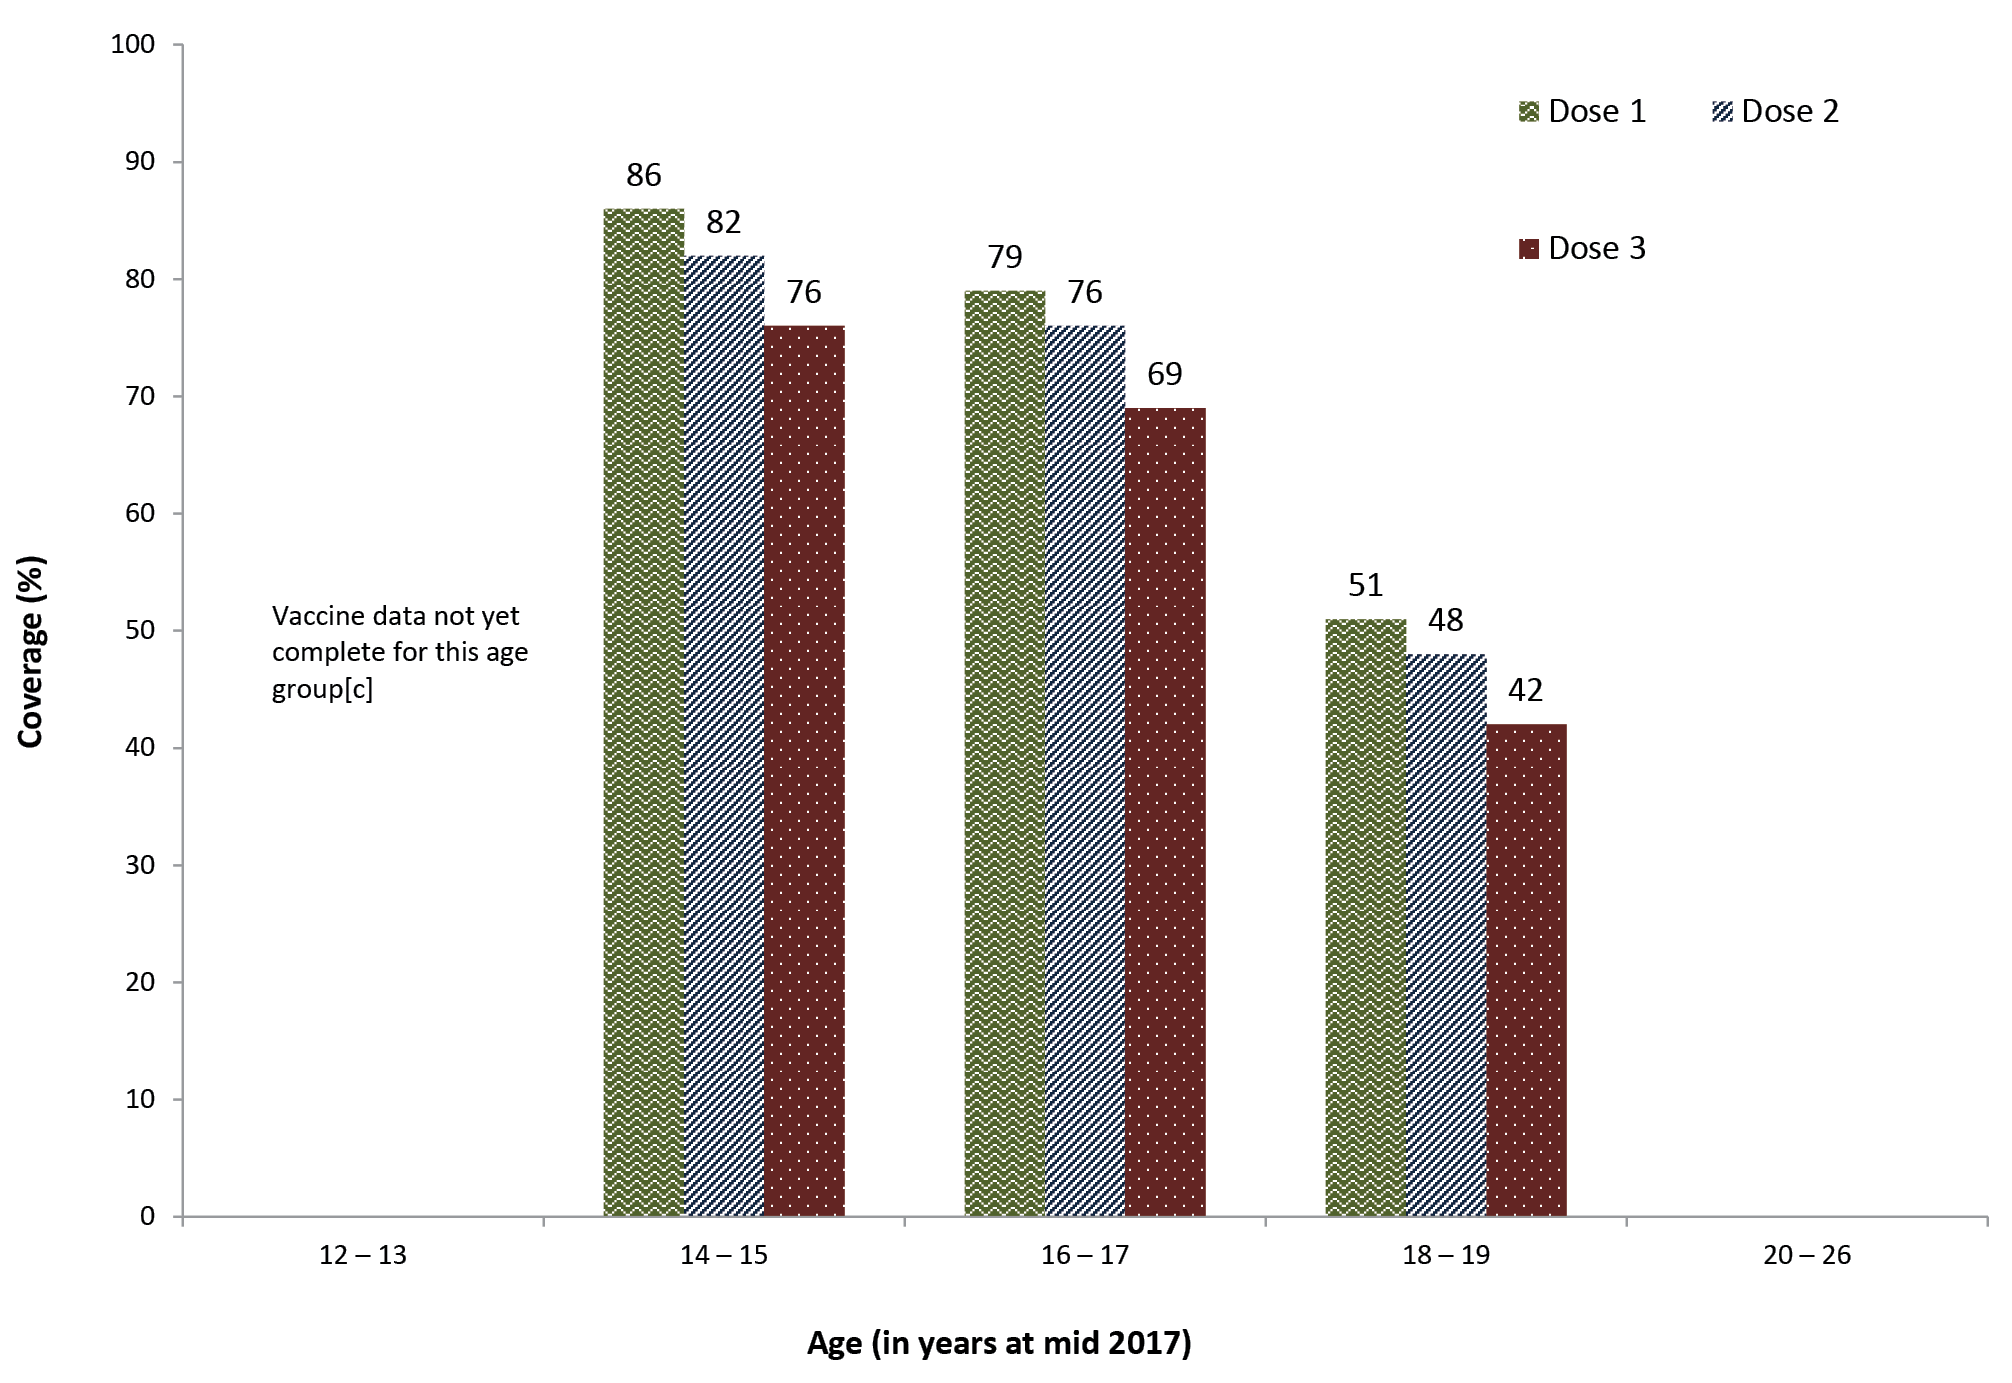 100
90
80
70
60
50
40
30
20
10
0
Coverage (%)
Dose 1 Dose 2
Dose 3
86
82
76
79
76
69
51
48
42
Vaccine data not yet
complete for this age
group[c]
12 – 13 14 – 15 16 – 17 18 – 19 20 – 26
Age (in years at mid 2017)